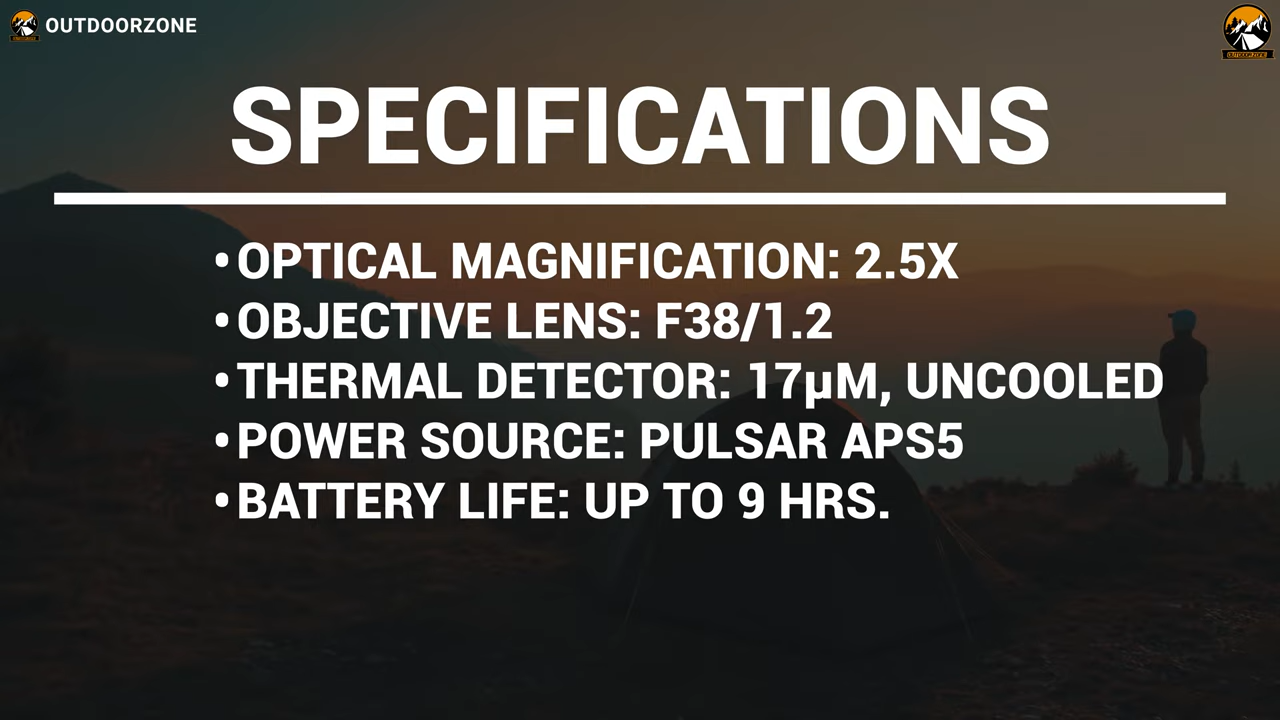 OUTDOORZONE
SPECIFICATIONS
• OPTICAL MAGNIFICATION: 2.5X
• OBJECTIVE LENS: F38/1.2
• THERMAL DETECTOR: 17µM, UNCOOLED
• POWER SOURCE: PULSAR APS5
• BATTERY LIFE: UP TO 9 HRS.
OUTDOORZONE